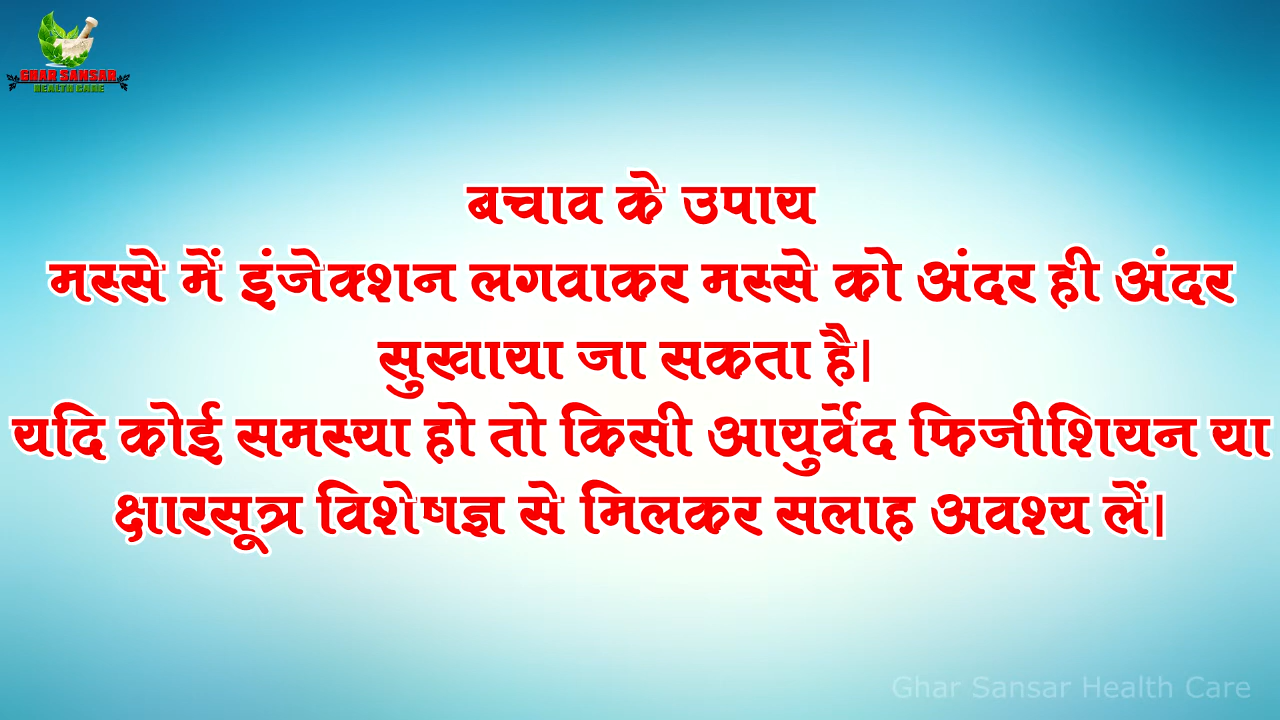 GHAR SANSAR
HEALTH CARE
बचाव के उपाय
मस्से में इंजेक्शन लगवाकर मस्से को अंदर ही अंदर
सुखाया जा सकता है।
यदि कोई समस्या हो तो किसी आयुर्वेद फिजीशियन या
क्षारसूत्र विशेषज्ञ से मिलकर सलाह अवश्य लें।
Ghar Sansar Health Care